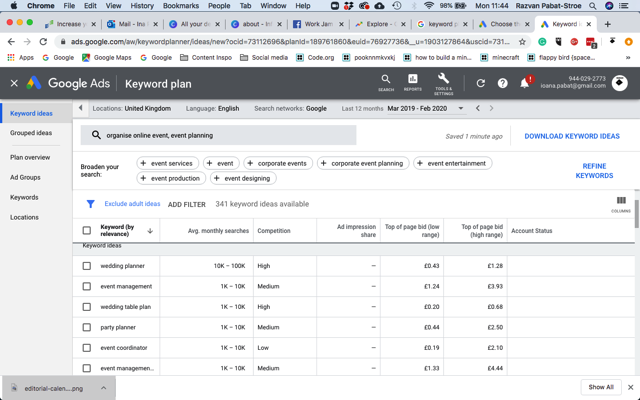 Chrome File Edit View History Bookmarks People Tab Window Help 98% Mon 11:44 Razvan Pabat-Stroe
Increase y Mail - Ina All your de about - Inf Work Jam Explore - G keyword p Choose th Keyword i
ads.google.com/aw/keywordplanner/ideas/new?ocid=73112696&planId=189761860&euid=76927736&__u=1903127864&uscid=731...
Apps G Google Content Inspo Social media Code.org pooknnmkvxkj how to build a min... minecraft flappy bird (space...
Google Ads Keyword plan
SEARCH REPORTS TOOLS & SETTINGS
944-029-2773
ioana.pabat@gmail.com
Keyword ideas
Grouped ideas
Plan overview
Ad Groups
Keywords
Locations
Locations: United Kingdom Language: English Search networks: Google Last 12 months Mar 2019 - Feb 2020
organise online event, event planning
Saved 1 minute ago DOWNLOAD KEYWORD IDEAS
Broaden your search:
+ event services + event + corporate events + corporate event planning + event entertainment
+ event production + event designing
REFINE KEYWORDS
Exclude adult ideas ADD FILTER 341 keyword ideas available
COLUMNS
Keyword (by relevance) Avg. monthly searches Competition Ad impression share Top of page bid (low range) Top of page bid (high range) Account Status
Keyword ideas
wedding planner 10K – 100K High – £0.43 £1.28
event management 1K – 10K Medium – £1.24 £3.93
wedding table plan 1K – 10K High – £0.20 £0.68
party planner 1K – 10K Medium – £0.44 £2.50
event coordinator 1K – 10K Low – £0.19 £2.10
event managemen... 1K – 10K Medium – £1.33 £4.44
editorial-calen....png
Show All